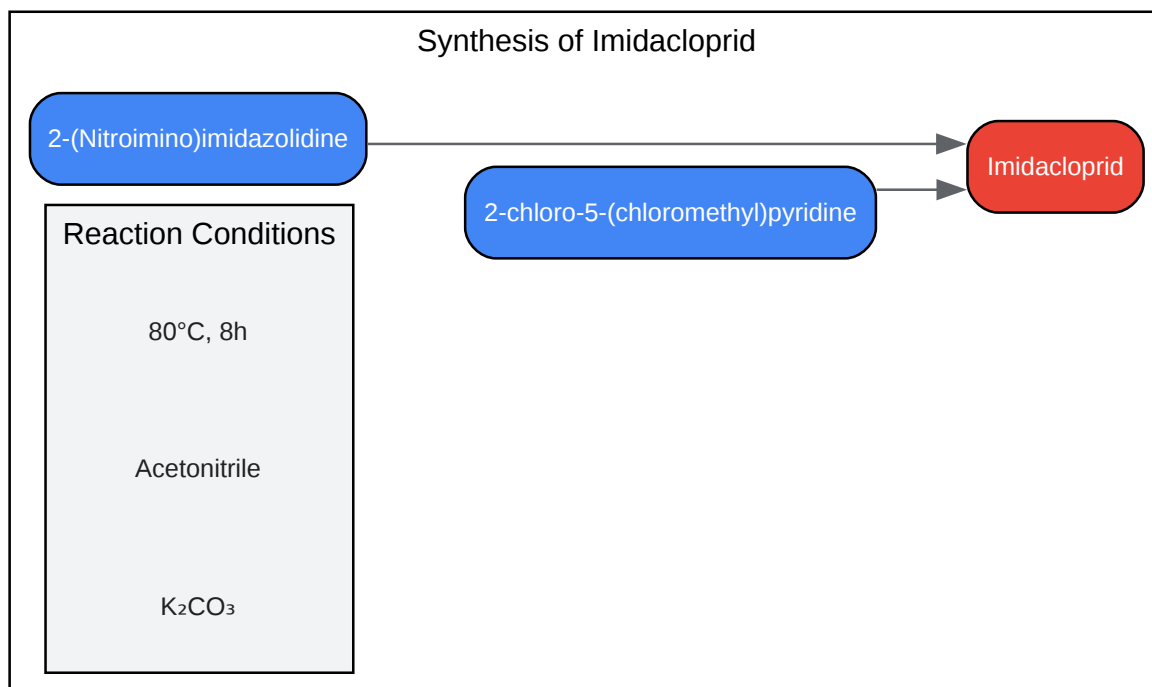 Synthesis of Imidacloprid
2-(Nitroimino)imidazolidine
Imidacloprid
2-chloro-5-(chloromethyl)pyridine
Reaction Conditions
80°C, 8h
Acetonitrile
K₂CO₃